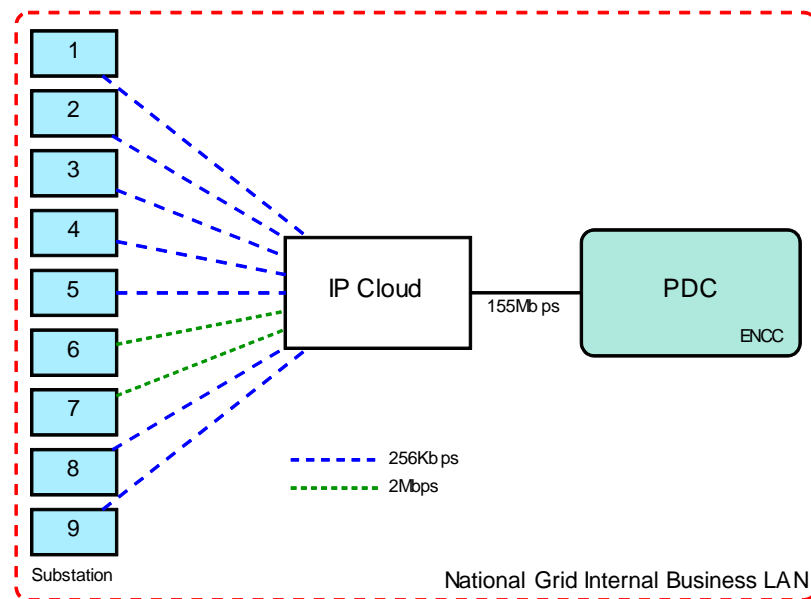 1
2
3
4
5
6
7
8
9
Substation
IP Cloud
155Mbps
PDC
ENCC
256Kbps
2Mbps
National Grid Internal Business LAN